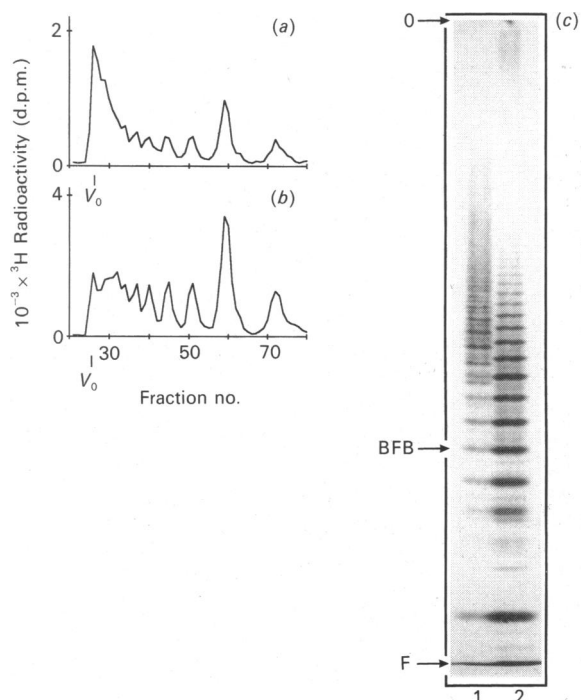 (a)
2
0
V₀
(b)
4
0
V₀
30 50 70
Fraction no.
10⁻³ × ³H Radioactivity (d.p.m.)
(c)
0
BFB
F
1 2